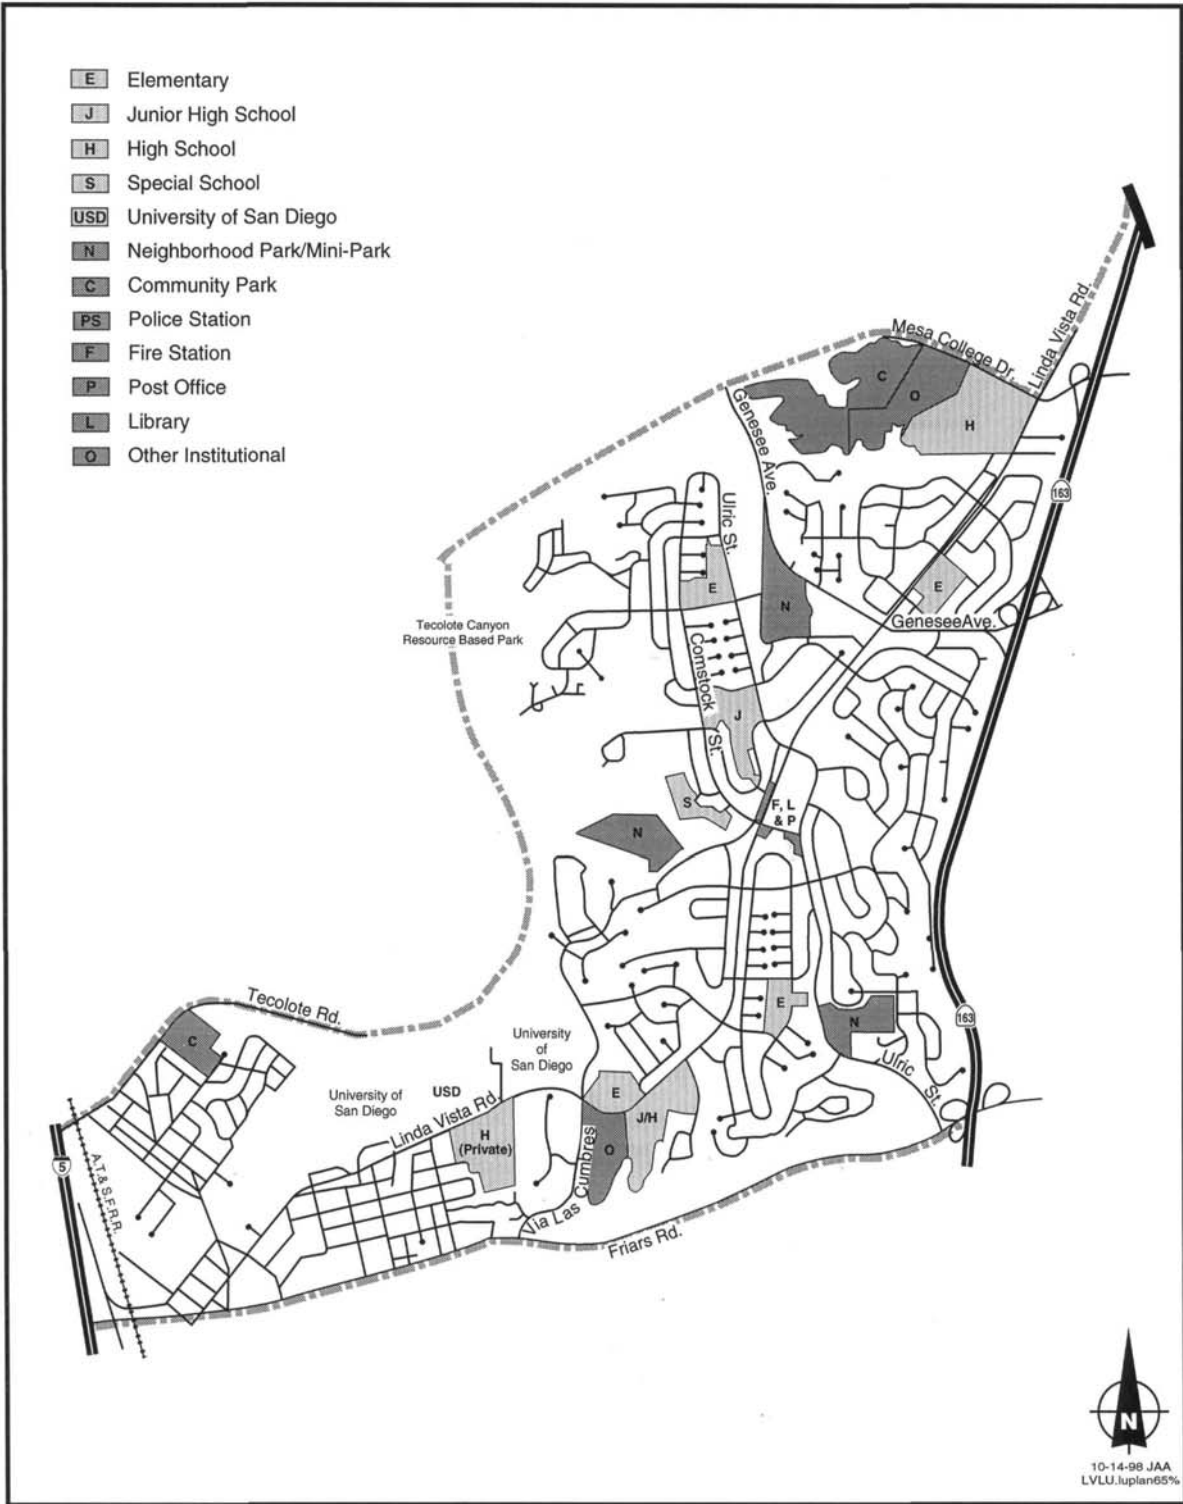 E Elementary
J Junior High School
H High School
S Special School
USD University of San Diego
N Neighborhood Park/Mini-Park
C Community Park
PS Police Station
F Fire Station
P Post Office
L Library
O Other Institutional
Linda Vista Rd.
Mesa College Dr.
C
O
H
Genesee Ave.
163
Ulric St.
E
E
N
GeneseeAve.
Tecolote Canyon
Resource Based Park
Comstock St.
J
S
F, L
& P
N
E
N
163
Tecolote Rd.
C
University
of
San Diego
Ulric St.
University of
San Diego
USD
E
Linda Vista Rd.
J/H
H
(Private)
O
5
A.T.& S.F.R.R.
Via Las Cumbres
Friars Rd.
N
10-14-98 JAA
LVLU.luplan65%